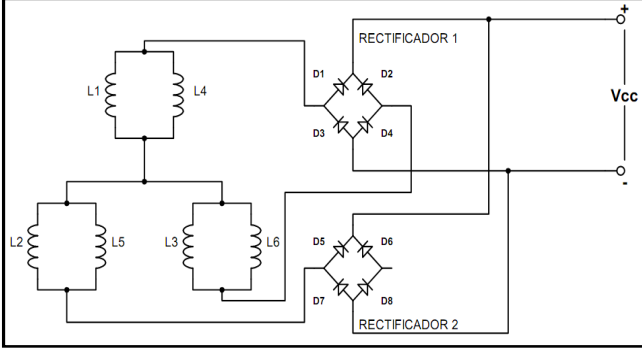 +
RECTIFICADOR 1
D1 D2
L1 L4
Vcc
D3 D4
-
L2 L5 L3 L6
D5 D6
D7 D8
RECTIFICADOR 2